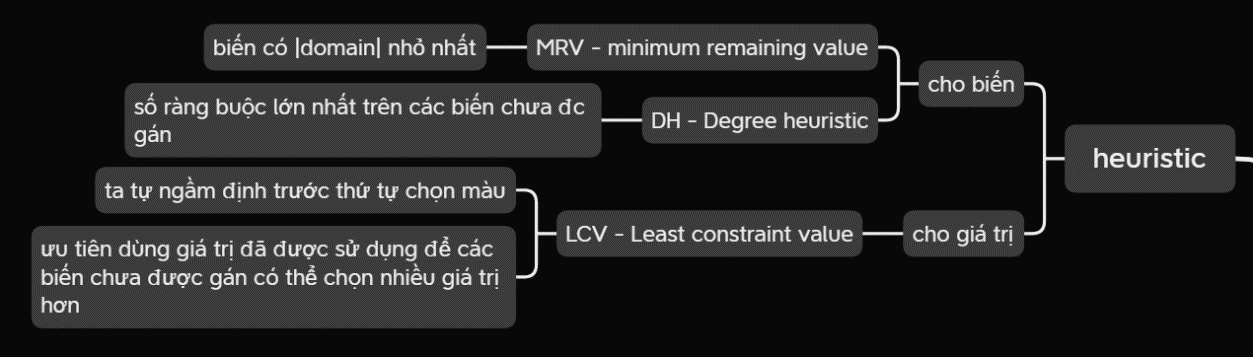 biến có |domain| nhỏ nhất
MRV - minimum remaining value
cho biến
số ràng buộc lớn nhất trên các biến chưa đc
gán
DH - Degree heuristic
heuristic
ta tự ngầm định trước thứ tự chọn màu
ưu tiên dùng giá trị đã được sử dụng để các
biến chưa được gán có thể chọn nhiều giá trị
hơn
LCV - Least constraint value
cho giá trị